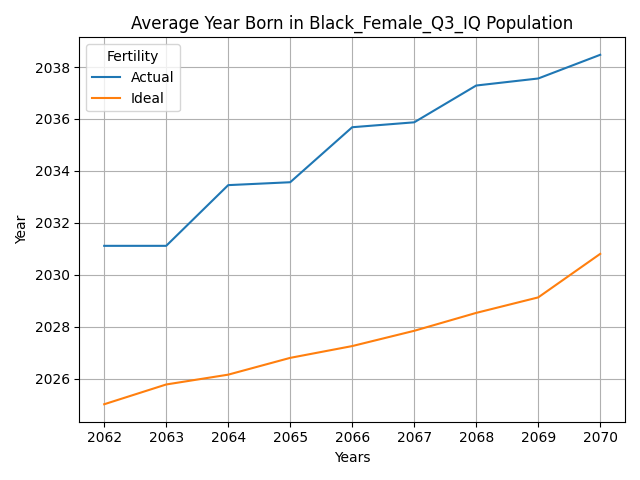 Average Year Born in Black_Female_Q3_IQ Population
Fertility
Actual
Ideal
2038
2036
2034
2032
2030
2028
2026
Year
2062 2063 2064 2065 2066 2067 2068 2069 2070
Years